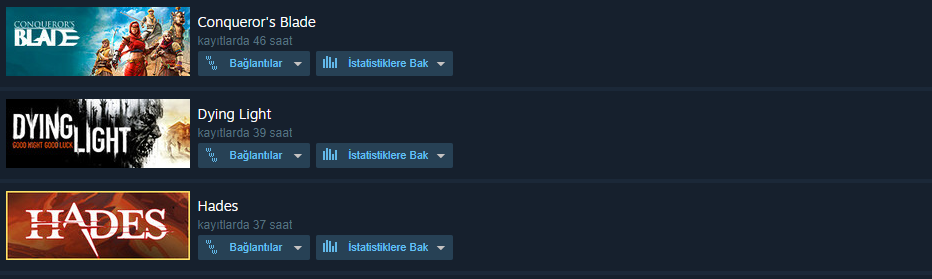 CONQUEROR'S
BLADE
Conqueror's Blade
kayıtlarda 46 saat
Bağlantılar
İstatistiklere Bak
DYING
LIGHT
GOOD NIGHT GOOD LUCK
Dying Light
kayıtlarda 39 saat
Bağlantılar
İstatistiklere Bak
HADES
Hades
kayıtlarda 37 saat
Bağlantılar
İstatistiklere Bak